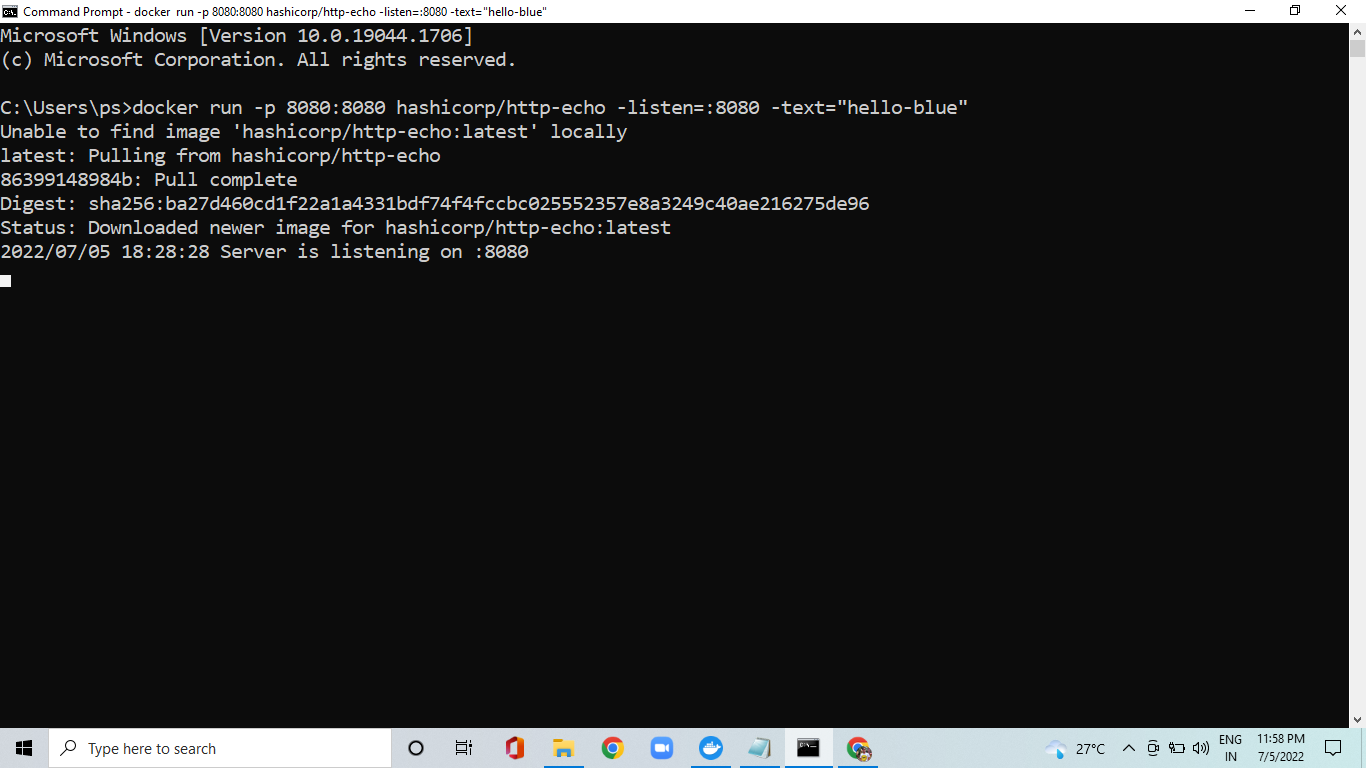 Command Prompt - docker  run -p 8080:8080 hashicorp/http-echo -listen=:8080 -text="hello-blue"
Microsoft Windows [Version 10.0.19044.1706]
(c) Microsoft Corporation. All rights reserved.
C:\Users\ps>docker run -p 8080:8080 hashicorp/http-echo -listen=:8080 -text="hello-blue"
Unable to find image 'hashicorp/http-echo:latest' locally
latest: Pulling from hashicorp/http-echo
86399148984b: Pull complete
Digest: sha256:ba27d460cd1f22a1a4331bdf74f4fccbc025552357e8a3249c40ae216275de96
Status: Downloaded newer image for hashicorp/http-echo:latest
2022/07/05 18:28:28 Server is listening on :8080
Type here to search
27°C
ENG
IN
11:58 PM
7/5/2022